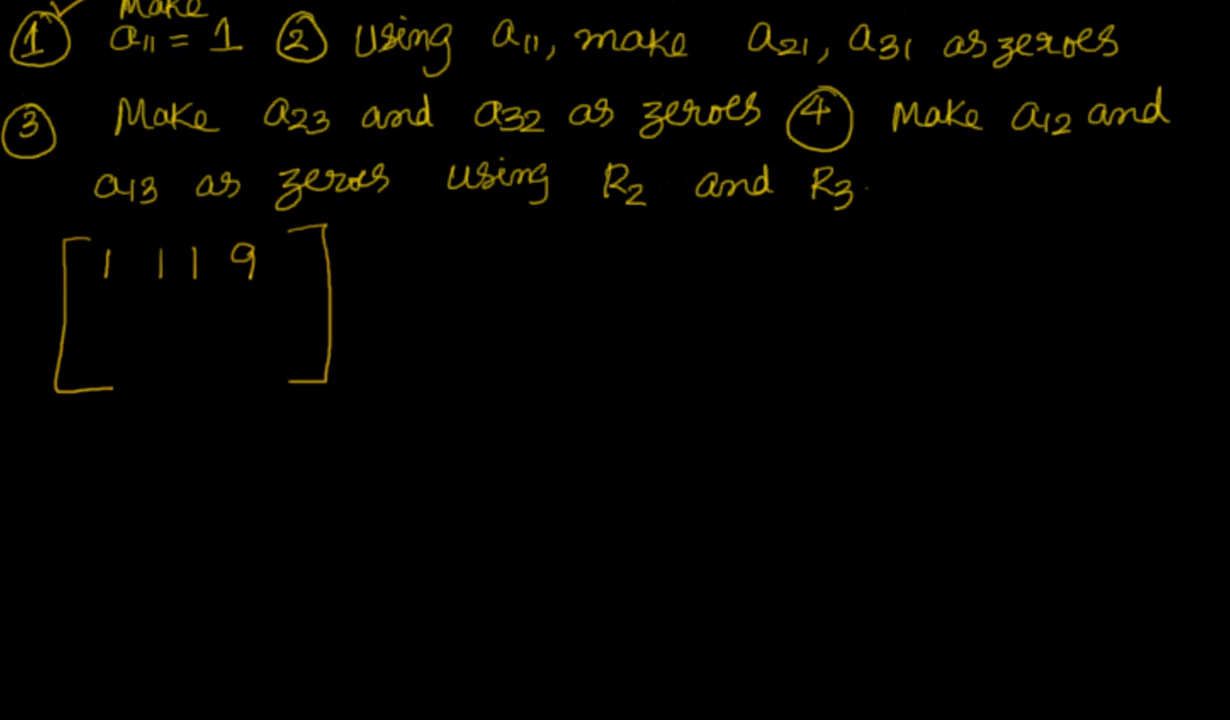 Make
① a11 = 1 ② Using a11, make a21, a31 as zeroes
③ Make a23 and a32 as zeroes ④ Make a12 and
a13 as zeroes using R2 and R3.
[1 1 1 9]